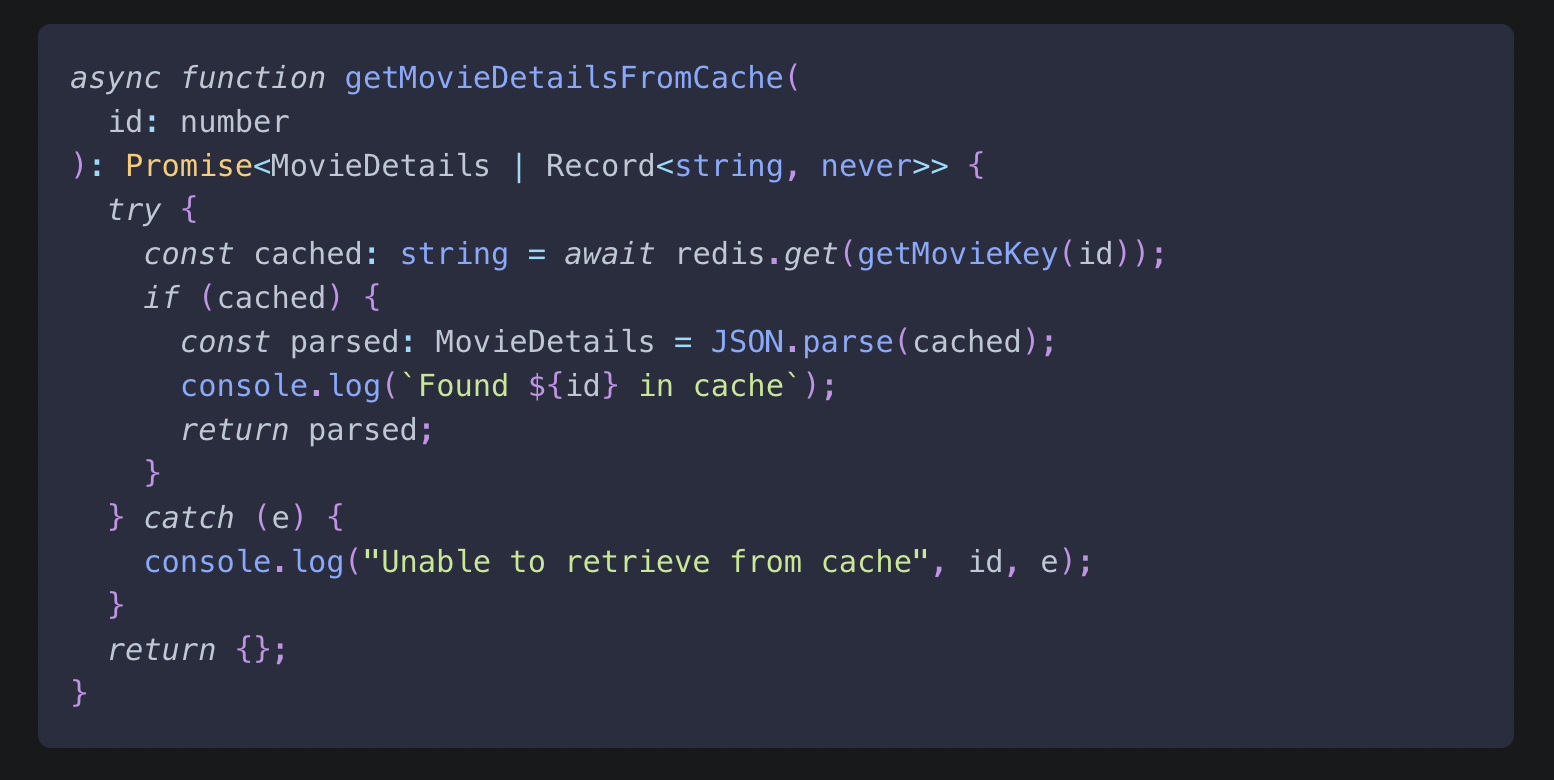 async function getMovieDetailsFromCache(
  id: number
): Promise<MovieDetails | Record<string, never>> {
  try {
    const cached: string = await redis.get(getMovieKey(id));
    if (cached) {
      const parsed: MovieDetails = JSON.parse(cached);
      console.log(`Found ${id} in cache`);
      return parsed;
    }
  } catch (e) {
    console.log("Unable to retrieve from cache", id, e);
  }
  return {};
}